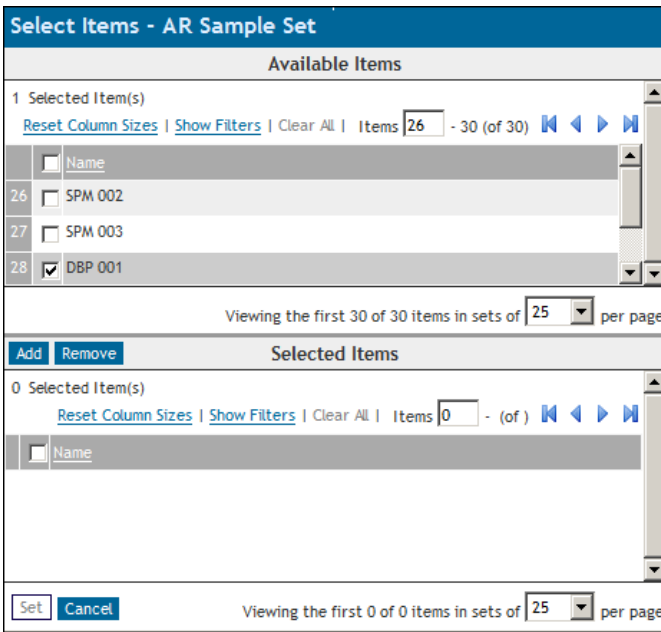 Select Items - AR Sample Set
Available Items
1 Selected Item(s)
Reset Column Sizes | Show Filters | Clear All | Items 26 - 30 (of 30)
Name
26 SPM 002
27 SPM 003
28 DBP 001
Viewing the first 30 of 30 items in sets of 25 per page
Add Remove Selected Items
0 Selected Item(s)
Reset Column Sizes | Show Filters | Clear All | Items 0 - (of )
Name
Set Cancel Viewing the first 0 of 0 items in sets of 25 per page